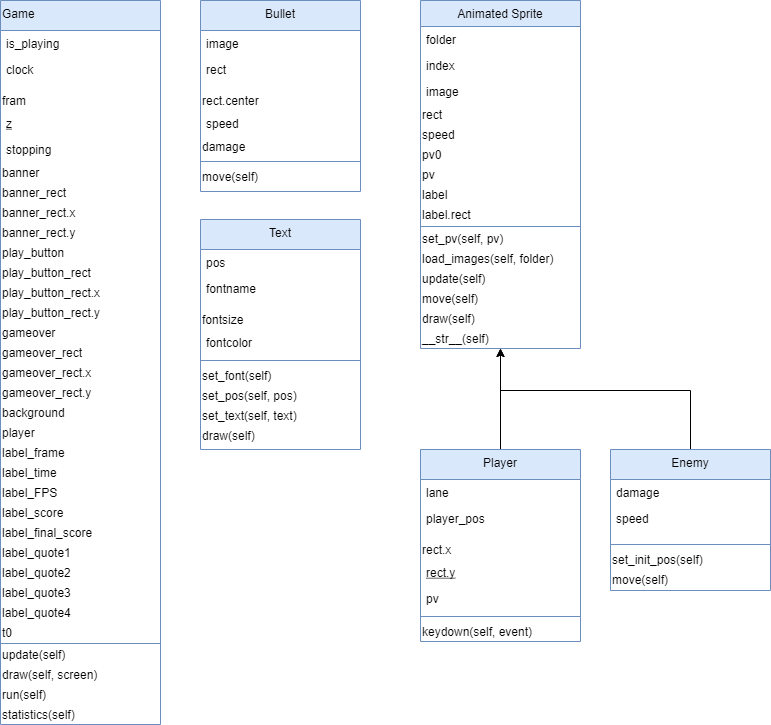 Game
is_playing
clock
fram
z
stopping
banner
banner_rect
banner_rect.x
banner_rect.y
play_button
play_button_rect
play_button_rect.x
play_button_rect.y
gameover
gameover_rect
gameover_rect.x
gameover_rect.y
background
player
label_frame
label_time
label_FPS
label_score
label_final_score
label_quote1
label_quote2
label_quote3
label_quote4
t0
update(self)
draw(self, screen)
run(self)
statistics(self)
Bullet
image
rect
rect.center
speed
damage
move(self)
Text
pos
fontname
fontsize
fontcolor
set_font(self)
set_pos(self, pos)
set_text(self, text)
draw(self)
Animated Sprite
folder
index
image
rect
speed
pv0
pv
label
label.rect
set_pv(self, pv)
load_images(self, folder)
update(self)
move(self)
draw(self)
__str__(self)
Player
lane
player_pos
rect.x
rect.y
pv
keydown(self, event)
Enemy
damage
speed
set_init_pos(self)
move(self)